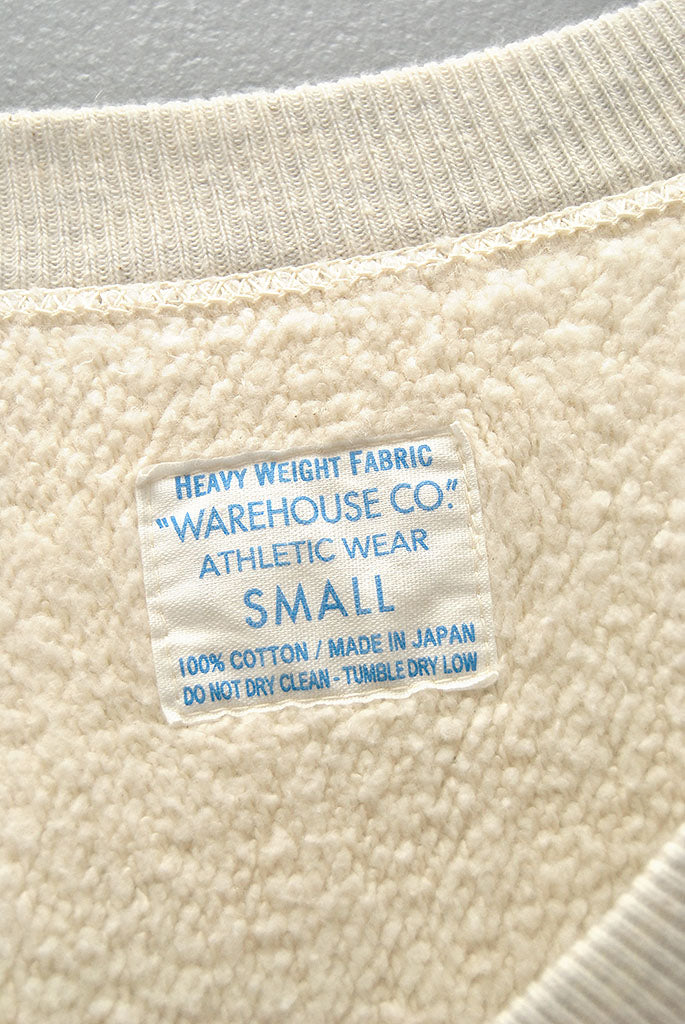 HEAVY WEIGHT FABRIC
"WAREHOUSE CO."
ATHLETIC WEAR
SMALL
100% COTTON / MADE IN JAPAN
DO NOT DRY CLEAN - TUMBLE DRY LOW